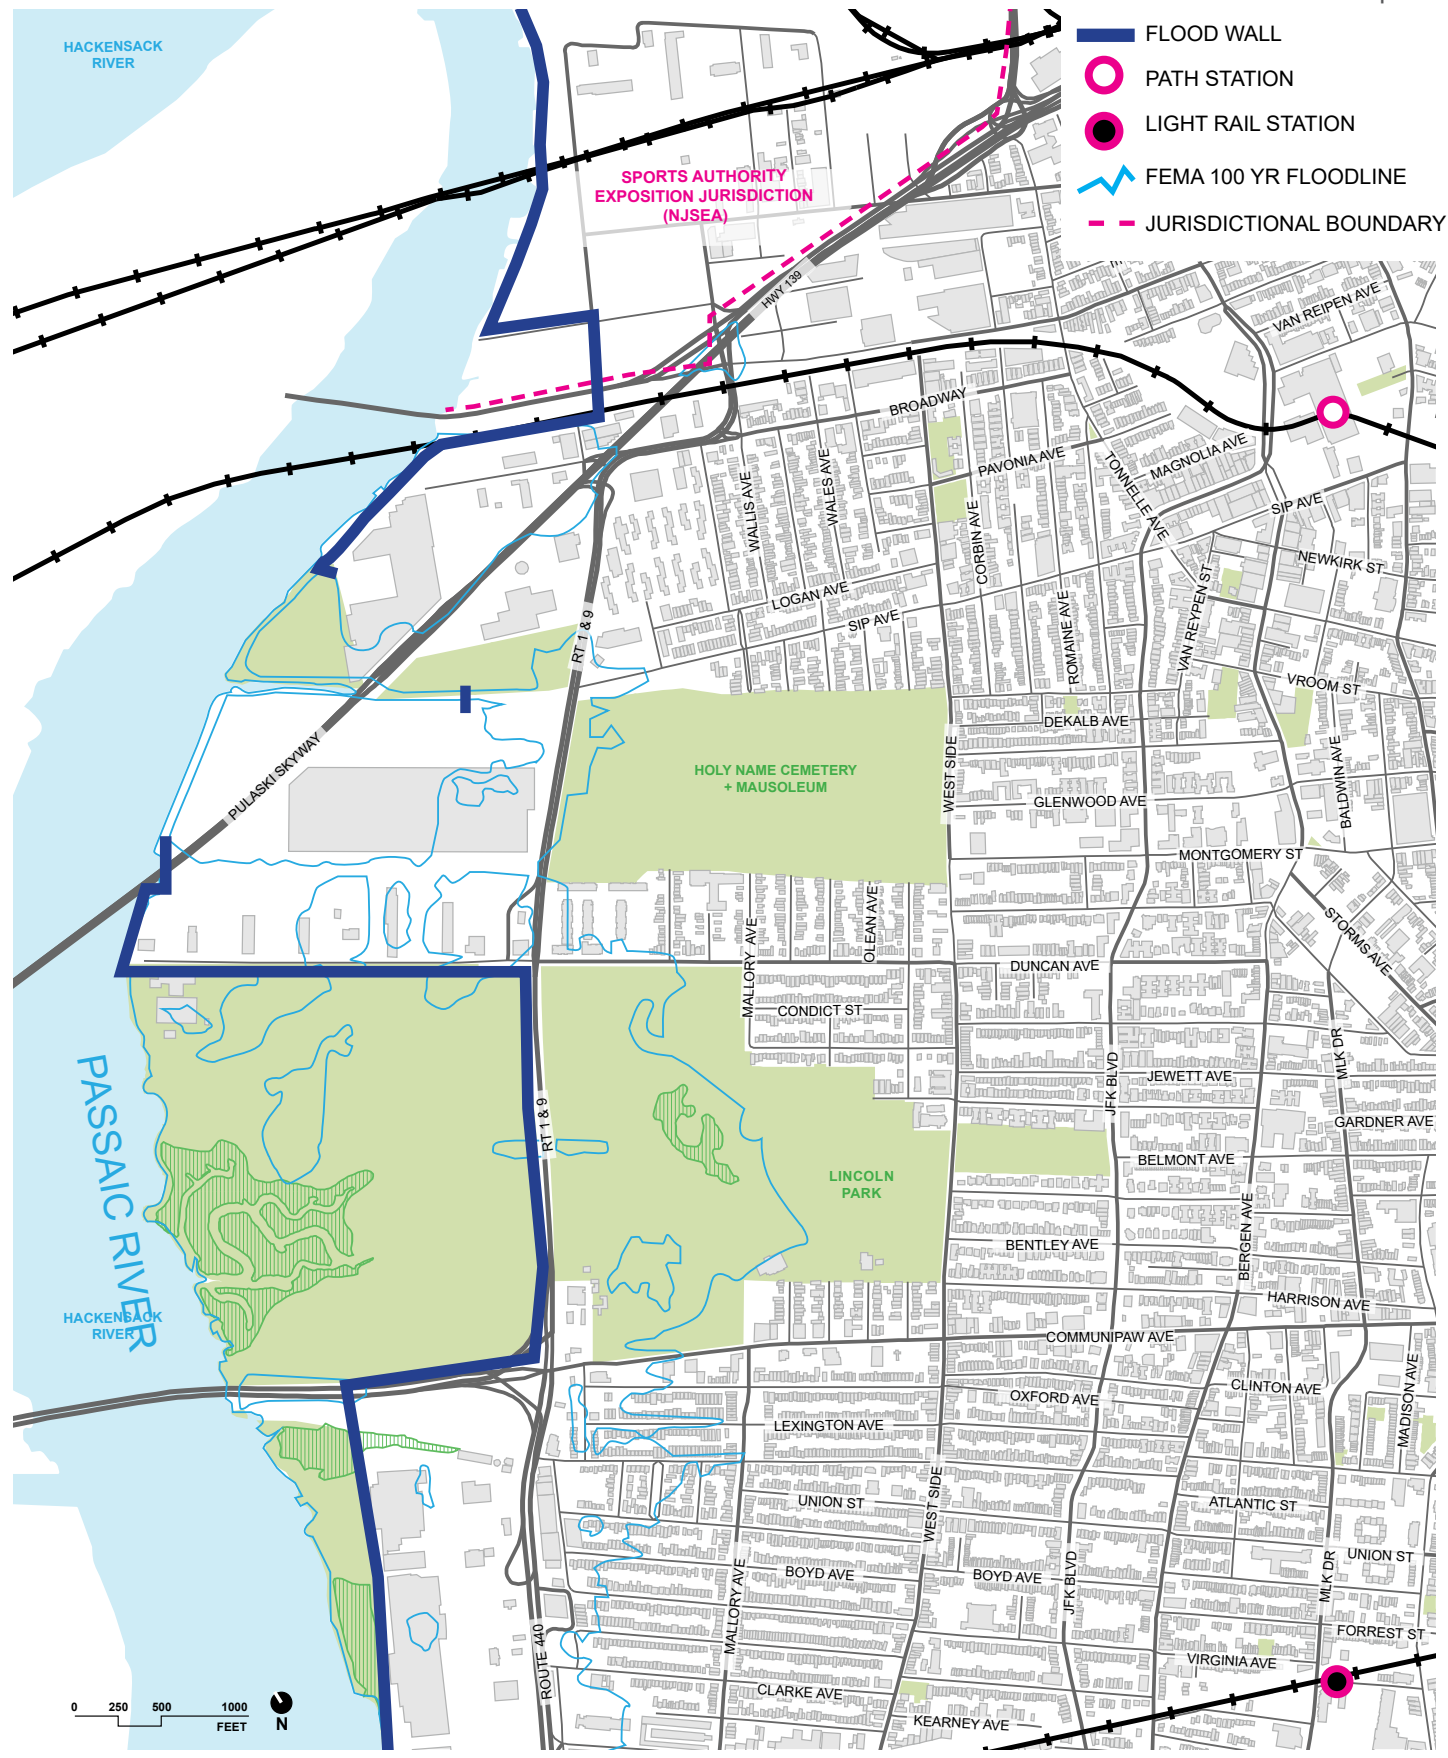 HACKENSACK
RIVER
FLOOD WALL
PATH STATION
LIGHT RAIL STATION
FEMA 100 YR FLOODLINE
JURISDICTIONAL BOUNDARY
SPORTS AUTHORITY
EXPOSITION JURISDICTION
(NJSEA)
HWY 139
VAN REIPEN AVE
BROADWAY
PAVONIA AVE
MAGNOLIA AVE
TONNELLE AVE
SIP AVE
WALLIS AVE
WALES AVE
CORBIN AVE
NEWKIRK ST
LOGAN AVE
SIP AVE
ROMAINE AVE
VAN REYPEN ST
RT 1 & 9
VROOM ST
DEKALB AVE
PULASKI SKYWAY
HOLY NAME CEMETERY
+ MAUSOLEUM
WEST SIDE
GLENWOOD AVE
BALDWIN AVE
MONTGOMERY ST
STORMS AVE
MALLORY AVE
OLEAN AVE
DUNCAN AVE
CONDICT ST
MLK DR
JFK BLVD
JEWETT AVE
RT 1 & 9
GARDNER AVE
BELMONT AVE
PASSAIC RIVER
LINCOLN
PARK
BERGEN AVE
BENTLEY AVE
HARRISON AVE
HACKENSACK
RIVER
COMMUNIPAW AVE
CLINTON AVE
MADISON AVE
OXFORD AVE
LEXINGTON AVE
UNION ST
WEST SIDE
ATLANTIC ST
UNION ST
BOYD AVE
BOYD AVE
MALLORY AVE
JFK BLVD
MLK DR
FORREST ST
ROUTE 440
VIRGINIA AVE
CLARKE AVE
KEARNEY AVE
0 250 500 1000
FEET
N